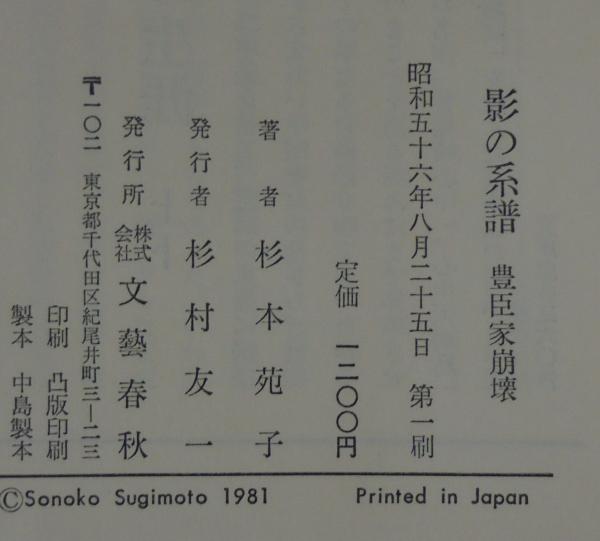 影の系譜 豊臣家崩壊
昭和五十六年八月二十五日 第一刷
定価 一二〇〇円
著者 杉本苑子
発行者 杉村友一
発行所 株式会社 文藝春秋
〒一〇二 東京都千代田区紀尾井町三—二三
印刷 凸版印刷
製本 中島製本
©Sonoko Sugimoto 1981 Printed in Japan